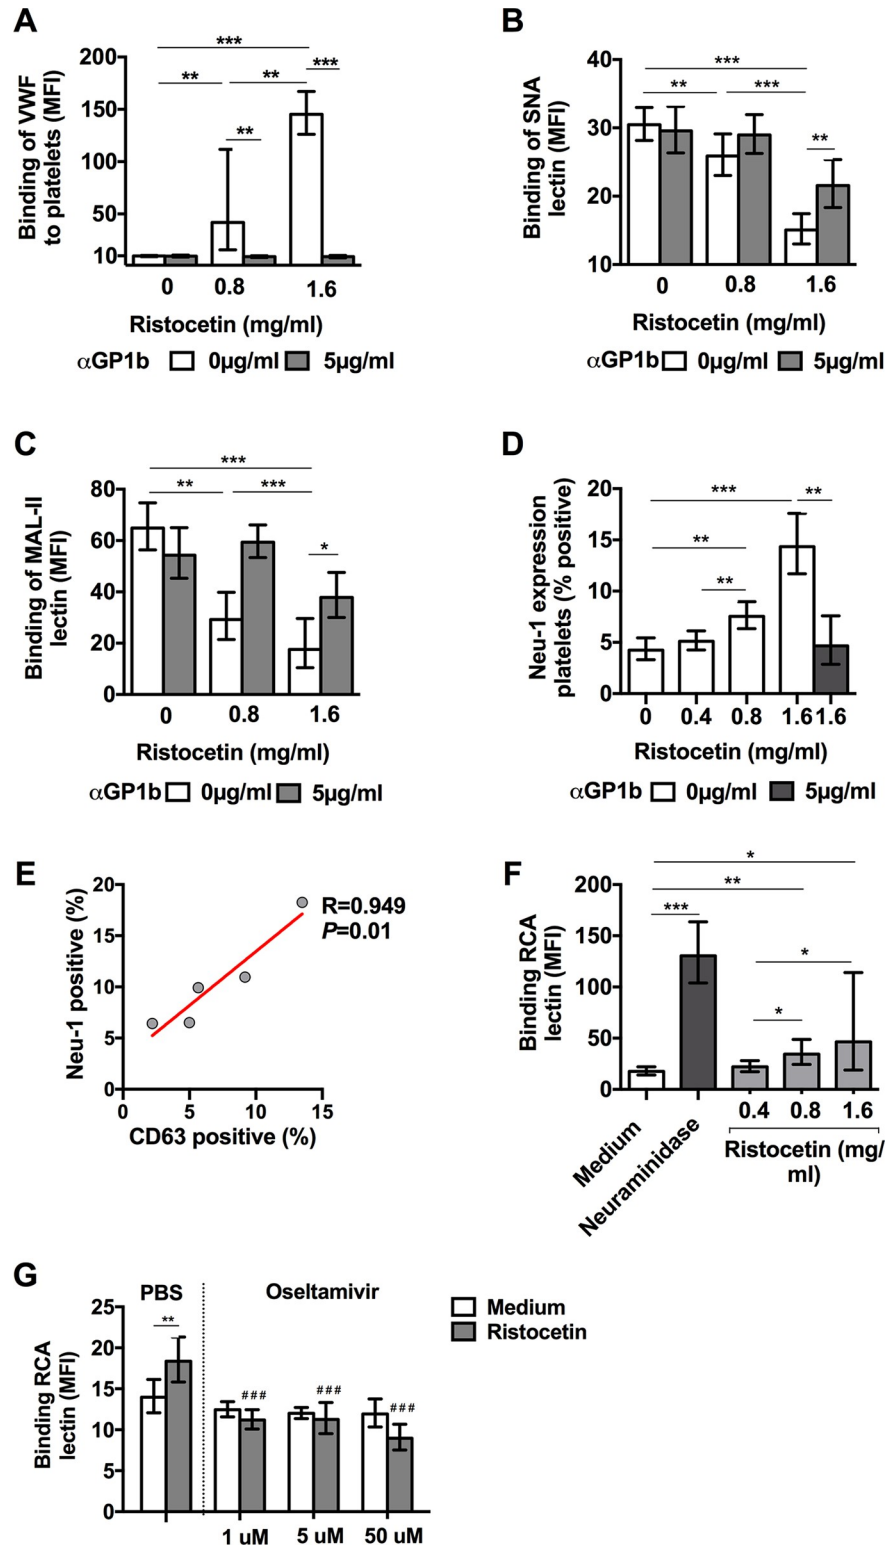 A
Binding of VWF
to platelets (MFI)
200
150
100
50
10
***
**
**
***
**
0
0.8
1.6
Ristocetin (mg/ml)
αGP1b 0µg/ml 5µg/ml
B
Binding of SNA
lectin (MFI)
40
30
20
10
***
**
***
**
0
0.8
1.6
Ristocetin (mg/ml)
αGP1b 0µg/ml 5µg/ml
C
Binding of MAL-II
lectin (MFI)
80
60
40
20
0
***
**
***
*
0
0.8
1.6
Ristocetin (mg/ml)
αGP1b 0µg/ml 5µg/ml
D
Neu-1 expression
platelets (% positive)
20
15
10
5
0
***
**
**
**
0
0.4
0.8
1.6
1.6
Ristocetin (mg/ml)
αGP1b 0µg/ml 5µg/ml
E
Neu-1 positive (%)
20
15
10
5
0
R=0.949
P=0.01
0
5
10
15
CD63 positive (%)
F
Binding RCA
lectin (MFI)
200
150
100
50
0
*
**
***
*
*
Medium
Neuraminidase
0.4
0.8
1.6
Ristocetin (mg/
ml)
G
Binding RCA
lectin (MFI)
25
20
15
10
5
0
PBS
Oseltamivir
**
###
###
###
1 uM
5 uM
50 uM
Medium
Ristocetin